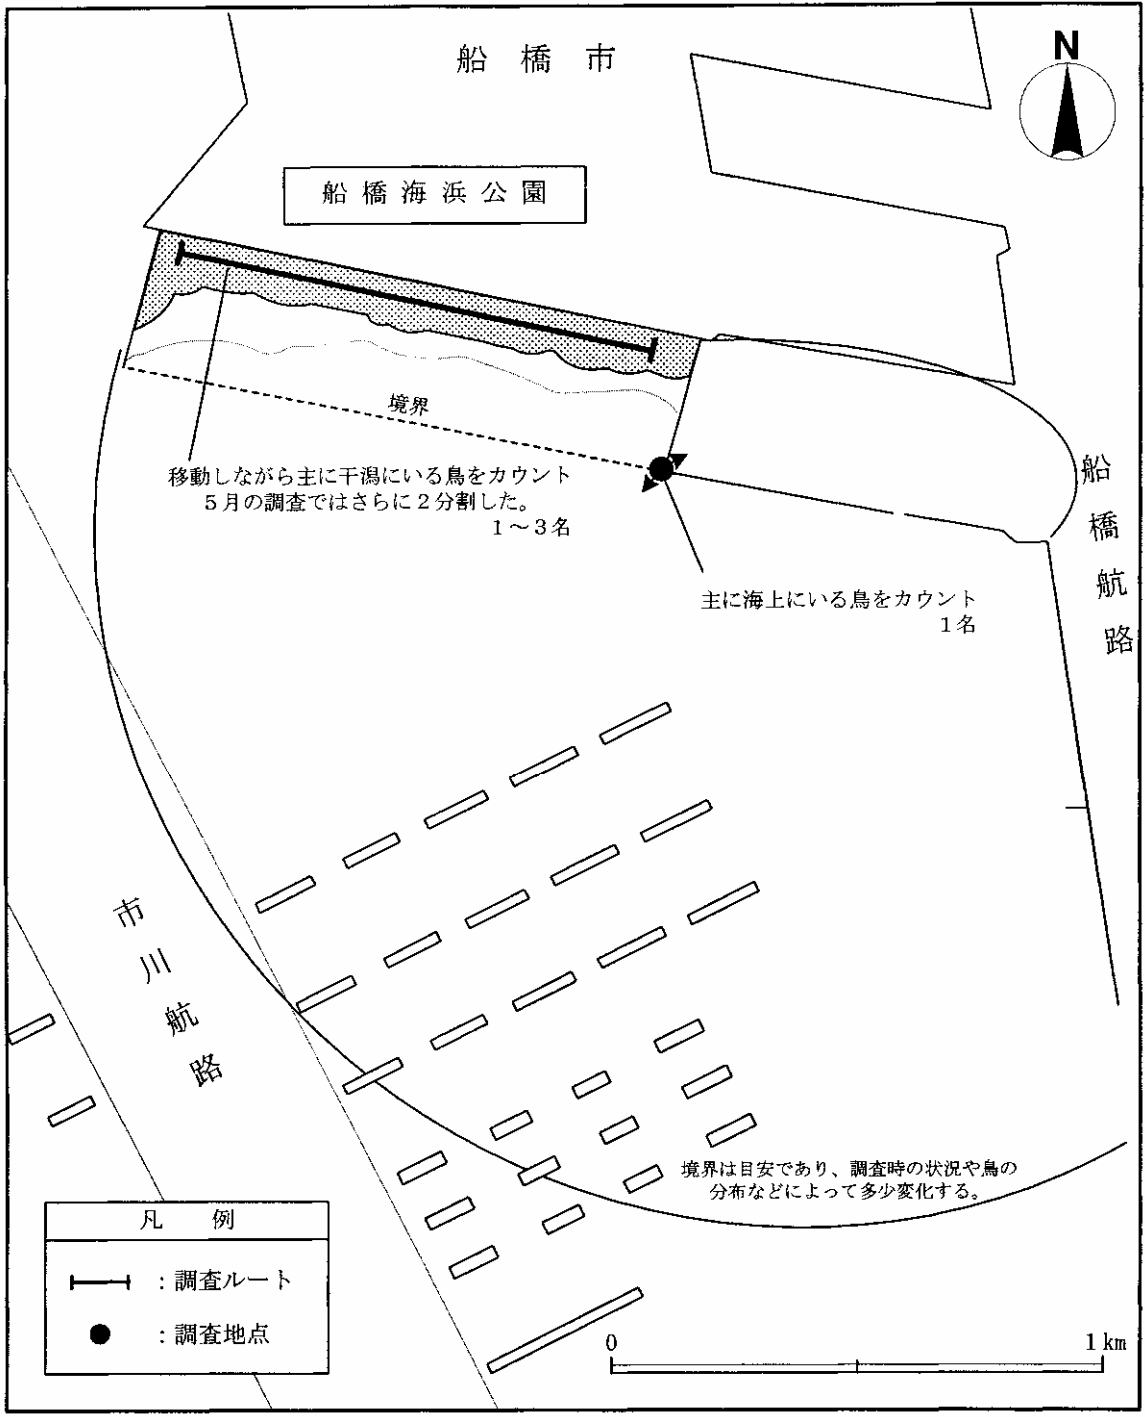 船橋市
N
船橋海浜公園
境界
移動しながら主に干潟にいる鳥をカウント
５月の調査ではさらに２分割した。
１～３名
船橋航路
主に海上にいる鳥をカウント
１名
市川航路
境界は目安であり、調査時の状況や鳥の
分布などによって多少変化する。
凡例
：調査ルート
：調査地点
0 1km